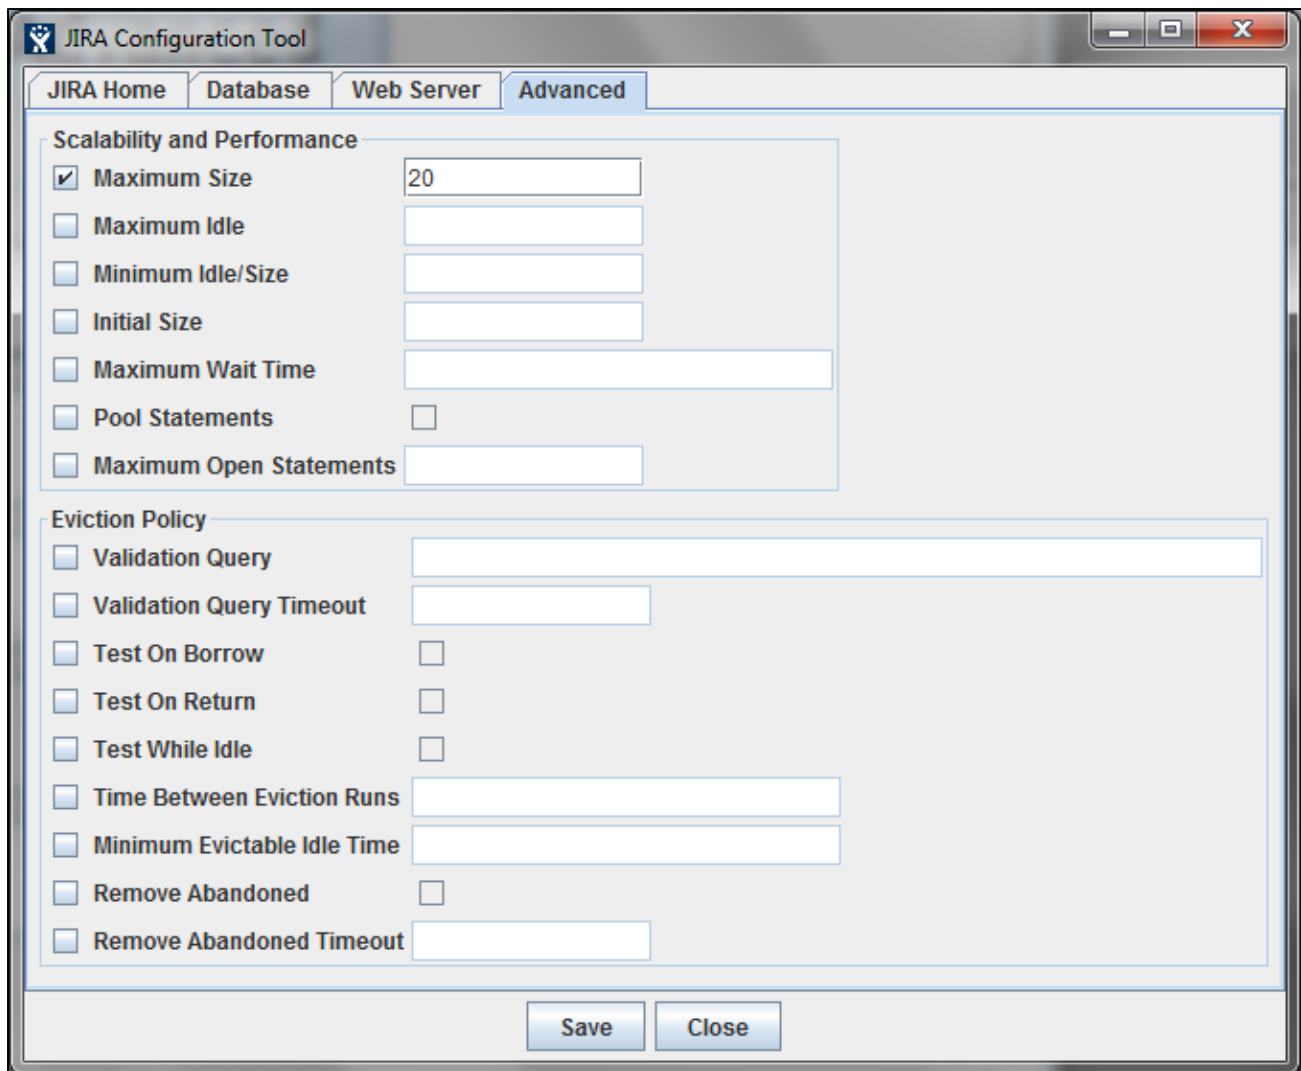 JIRA Configuration Tool
JIRA Home Database Web Server Advanced
Scalability and Performance
Maximum Size 20
Maximum Idle
Minimum Idle/Size
Initial Size
Maximum Wait Time
Pool Statements
Maximum Open Statements
Eviction Policy
Validation Query
Validation Query Timeout
Test On Borrow
Test On Return
Test While Idle
Time Between Eviction Runs
Minimum Evictable Idle Time
Remove Abandoned
Remove Abandoned Timeout
Save Close